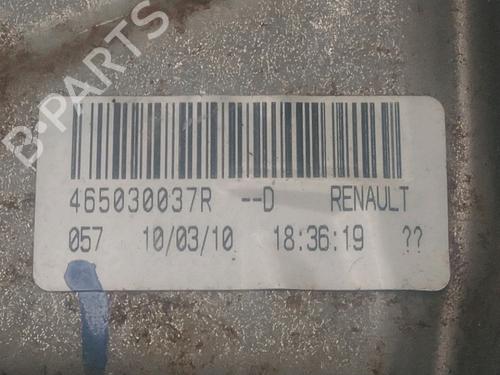 B-PARTS
465030037R --D RENAULT
057 10/03/10 18:36:19 ??